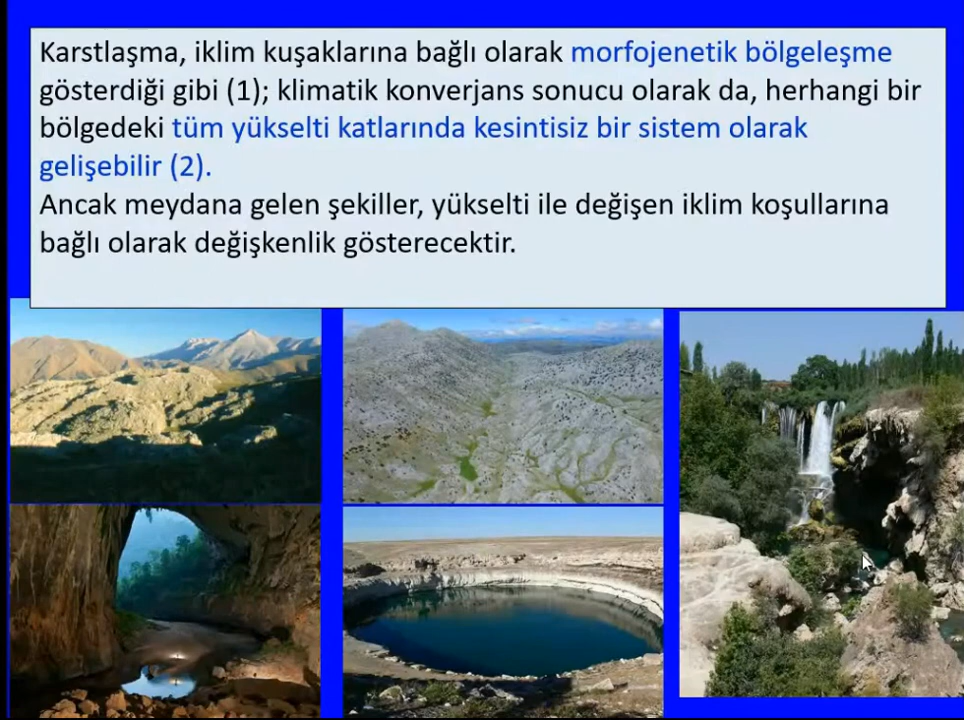 Karstlaşma, iklim kuşaklarına bağlı olarak morfojenetik bölgeleşme
gösterdiği gibi (1); klimatik konverjans sonucu olarak da, herhangi bir
bölgedeki tüm yükselti katlarında kesintisiz bir sistem olarak
gelişebilir (2).
Ancak meydana gelen şekiller, yükselti ile değişen iklim koşullarına
bağlı olarak değişkenlik gösterecektir.